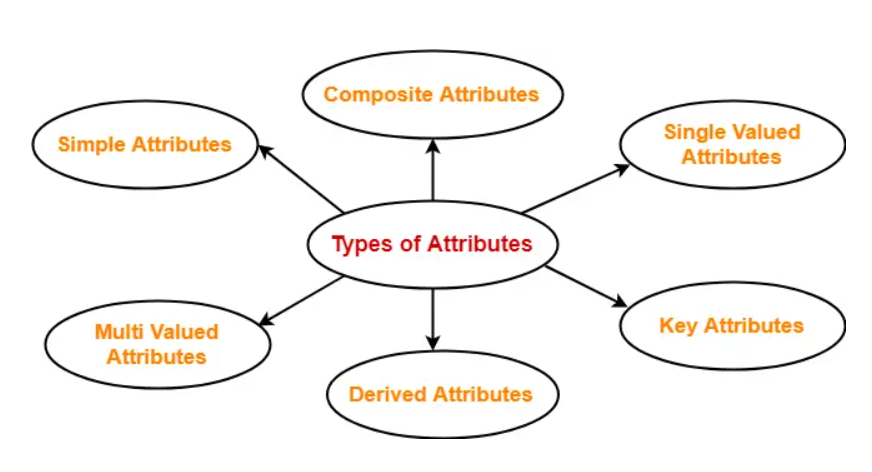 Composite Attributes
Simple Attributes
Single Valued
Attributes
Types of Attributes
Multi Valued
Attributes
Key Attributes
Derived Attributes